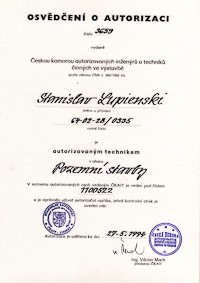 OSVĚDČENÍ O AUTORIZACI
číslo 3659
vydané
Českou komorou autorizovaných inženýrů a techniků
činných ve výstavbě
podle zákona ČNR č. 360/1992 Sb.
Stanislav Lupienski
jméno a příjmení
64-02-28/0335
rodné číslo
je
autorizovaným technikem
v oboru
Pozemní stavby
V seznamu autorizovaných osob vedeném ČKAIT je veden pod číslem
1100522
a je oprávněn užívat autorizační razítko, jehož kontrolní otisk je
uveden zde:
Autorizace je udělena ke dni: 27-5-1994
Ing. Václav Mach
předseda ČKAIT